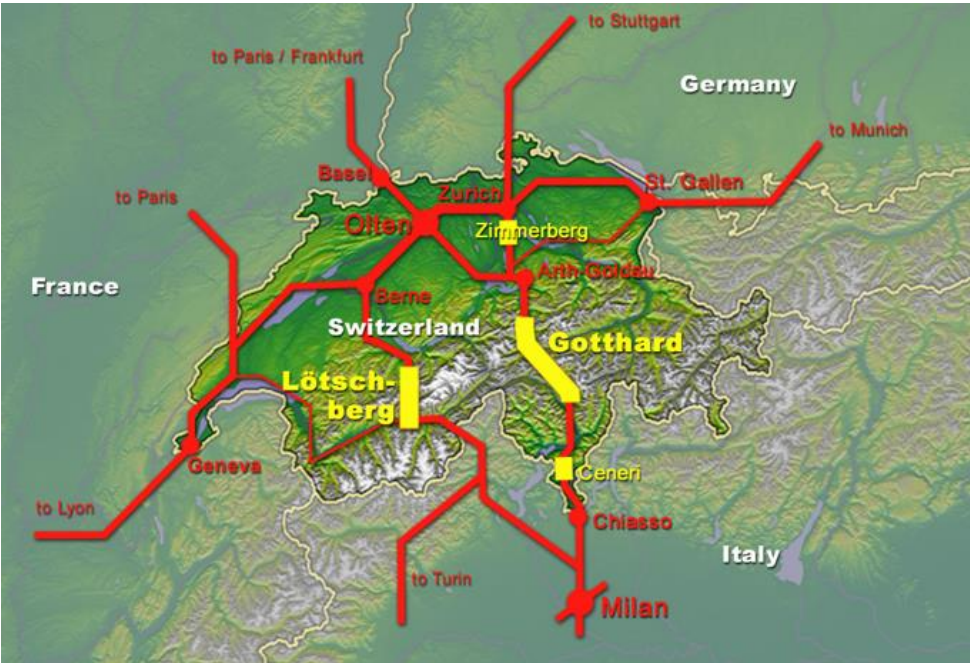 to Stuttgart
to Paris / Frankfurt
Germany
to Munich
Basel
Zurich
St. Gallen
to Paris
Olten
Zimmerberg
Arth-Goldau
France
Berne
Switzerland
Gotthard
Lötsch-
berg
Geneva
Ceneri
to Lyon
Chiasso
Italy
to Turin
Milan